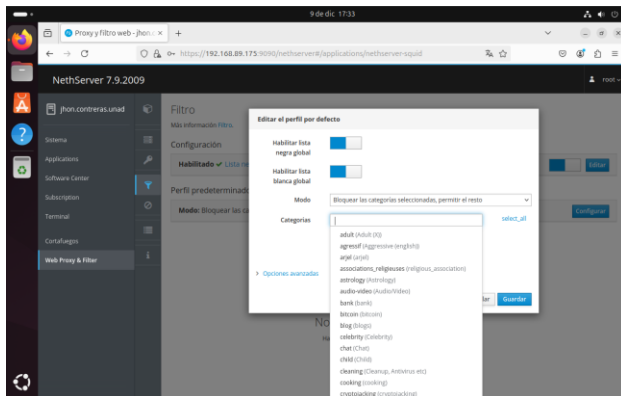 9 de dic 17:33
Proxy y filtro web - jhon.c
https://192.168.89.175:9090/nethserver#/applications/nethserver-squid
NethServer 7.9.2009
root
jhon.contreras.unad
Sistema
Applications
Software Center
Subscription
Terminal
Cortafuegos
Web Proxy & Filter
Filtro
Más información Filtro.
Configuración
Habilitado Lista ne
Editar
Perfil predeterminado
Modo: Bloquear las ca
Configurar
No
Editar el perfil por defecto
Habilitar lista
negra global
Habilitar lista
blanca global
Modo
Bloquear las categorías seleccionadas, permitir el resto
Categorías
select_all
adult (Adult (X))
agressif (Aggressive (english))
arjel (arjel)
associations_religieuses (religious_association)
astrology (Astrology)
audio-video (Audio/Video)
bank (bank)
bitcoin (bitcoin)
blog (blogs)
celebrity (Celebrity)
chat (Chat)
child (Child)
cleaning (Cleanup, Antivirus etc)
cooking (cooking)
cryptojacking (cryptojacking)
Opciones avanzadas
lar
Guardar